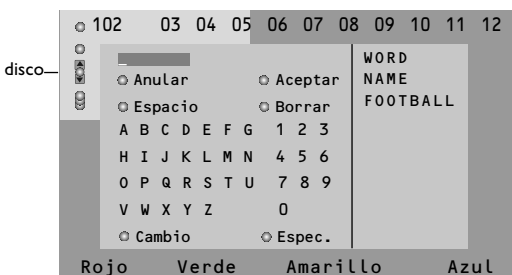 102 03 04 05 06 07 08 09 10 11 12
disco
_
Anular Aceptar
Espacio Borrar
A B C D E F G 1 2 3
H I J K L M N 4 5 6
O P Q R S T U 7 8 9
V W X Y Z 0
Cambio Espec.
WORD
NAME
FOOTBALL
Rojo Verde Amarillo Azul